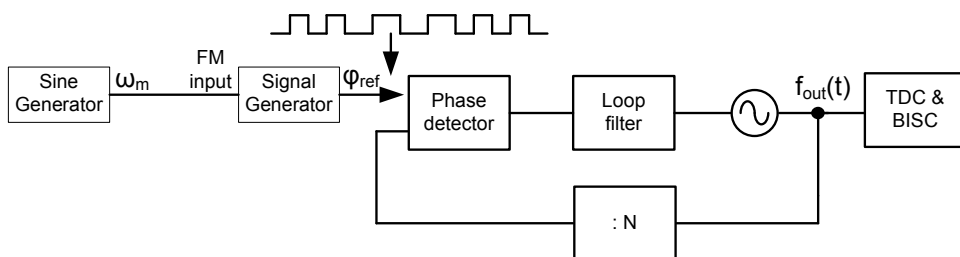 Sine
Generator
ωm
FM
input
Signal
Generator
φref
Phase
detector
Loop
filter
fout(t)
TDC &
BISC
: N